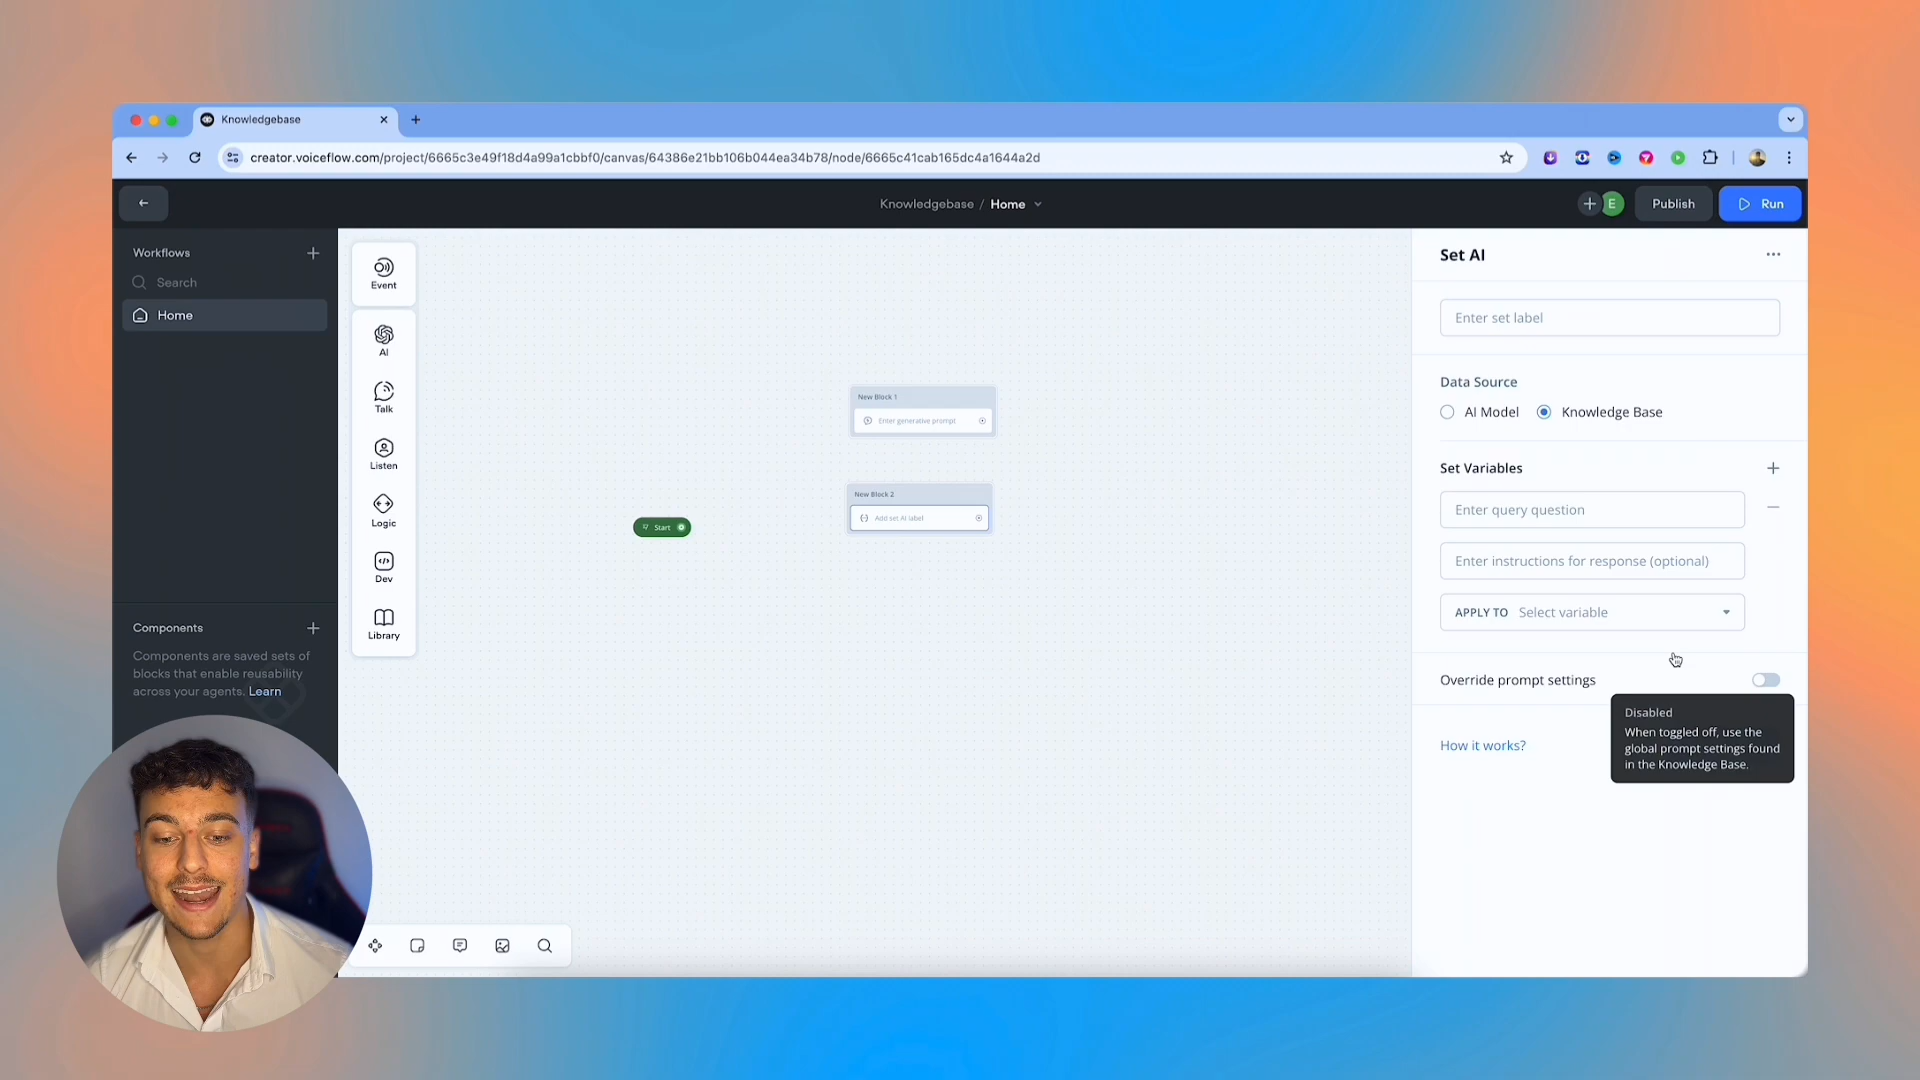 Knowledgebase
creator.voiceflow.com/project/6665c3e49f18d4a99a1cbbf0/canvas/64386e21bb106b044ea34b78/node/6665c41cab165dc4a1644a2d
Knowledgebase / Home
E
Publish
Run
Workflows
Search
Home
Components
Components are saved sets of
blocks that enable reusability
across your agents. Learn
Event
AI
Talk
Listen
Logic
Dev
Library
Start
New Block 1
Enter generative prompt
New Block 2
Add set AI label
Set AI
Enter set label
Data Source
AI Model
Knowledge Base
Set Variables
Enter query question
Enter instructions for response (optional)
APPLY TO Select variable
Override prompt settings
Disabled
When toggled off, use the
global prompt settings found
in the Knowledge Base.
How it works?